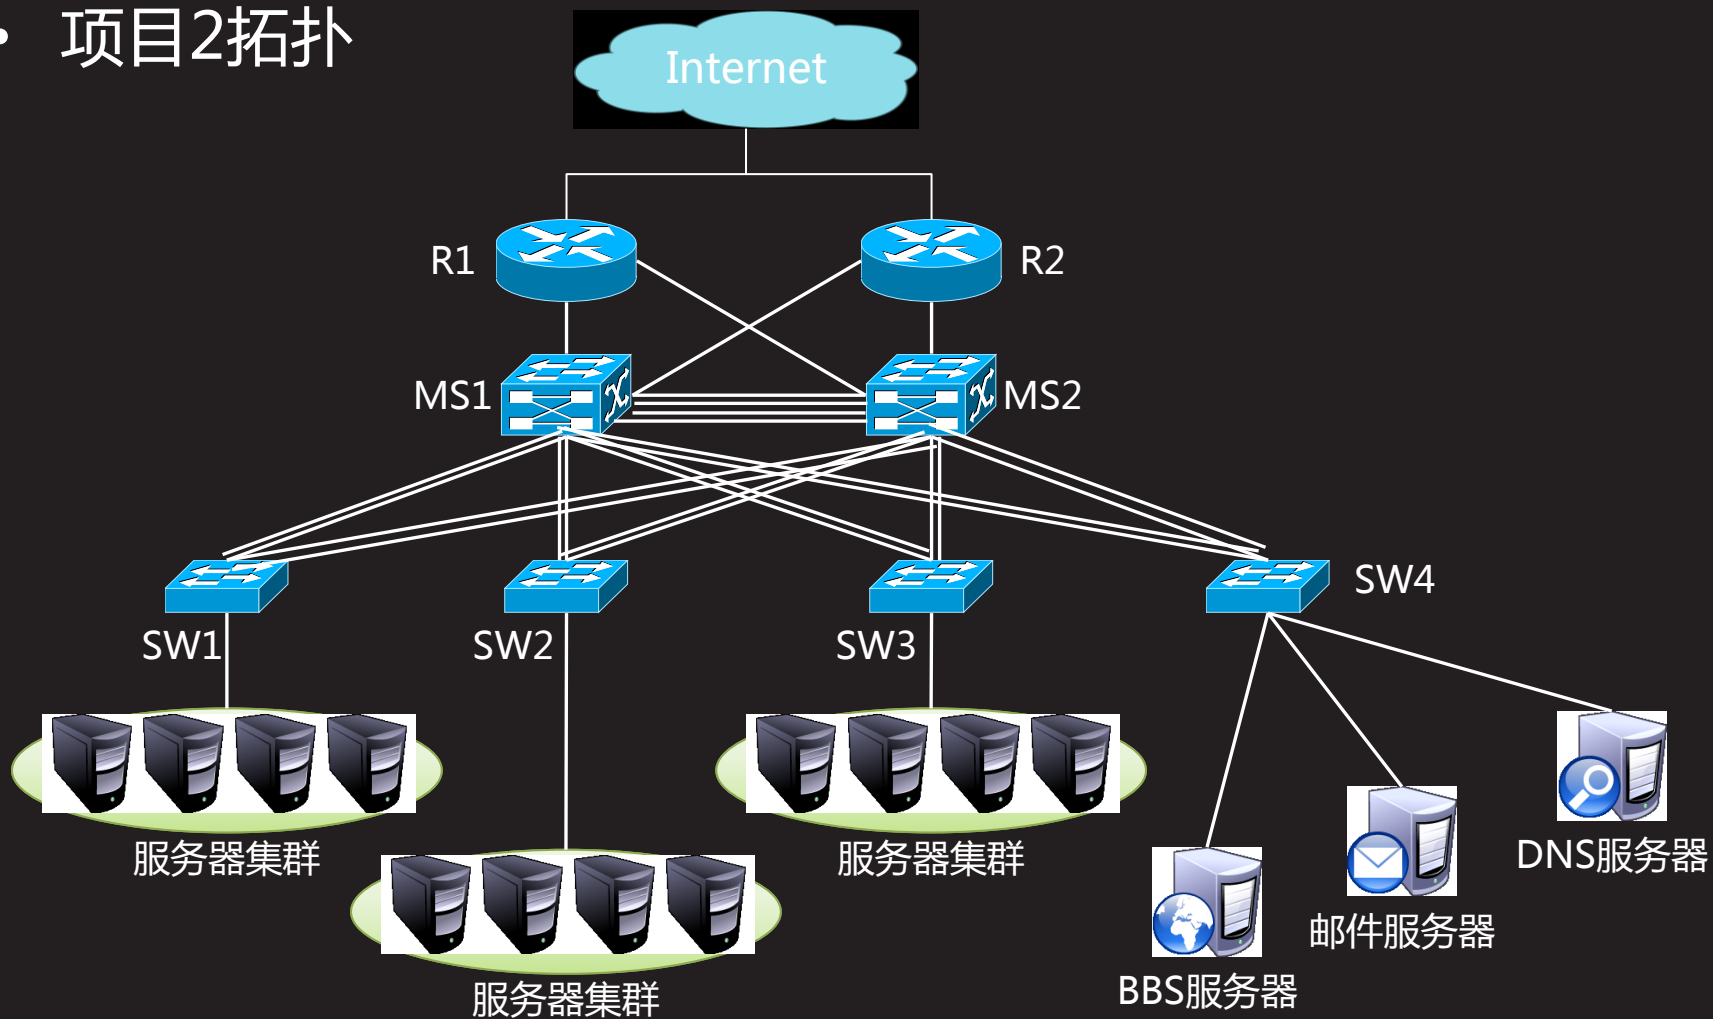 • 项目2拓扑
Internet
R1
R2
MS1
MS2
SW4
SW1
SW2
SW3
服务器集群
服务器集群
DNS服务器
邮件服务器
BBS服务器
服务器集群